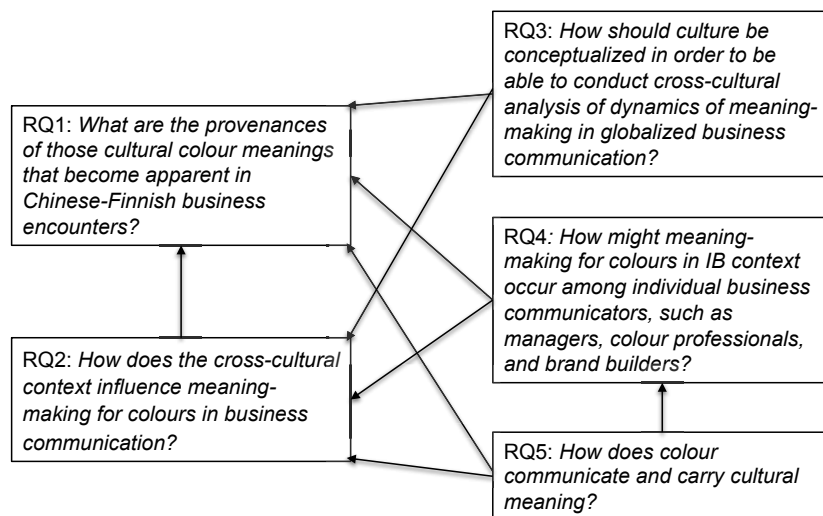 RQ1: What are the provenances
of those cultural colour meanings
that become apparent in
Chinese-Finnish business
encounters?
RQ2: How does the cross-cultural
context influence meaning-
making for colours in business
communication?
RQ3: How should culture be
conceptualized in order to be
able to conduct cross-cultural
analysis of dynamics of meaning-
making in globalized business
communication?
RQ4: How might meaning-
making for colours in IB context
occur among individual business
communicators, such as
managers, colour professionals,
and brand builders?
RQ5: How does colour
communicate and carry cultural
meaning?